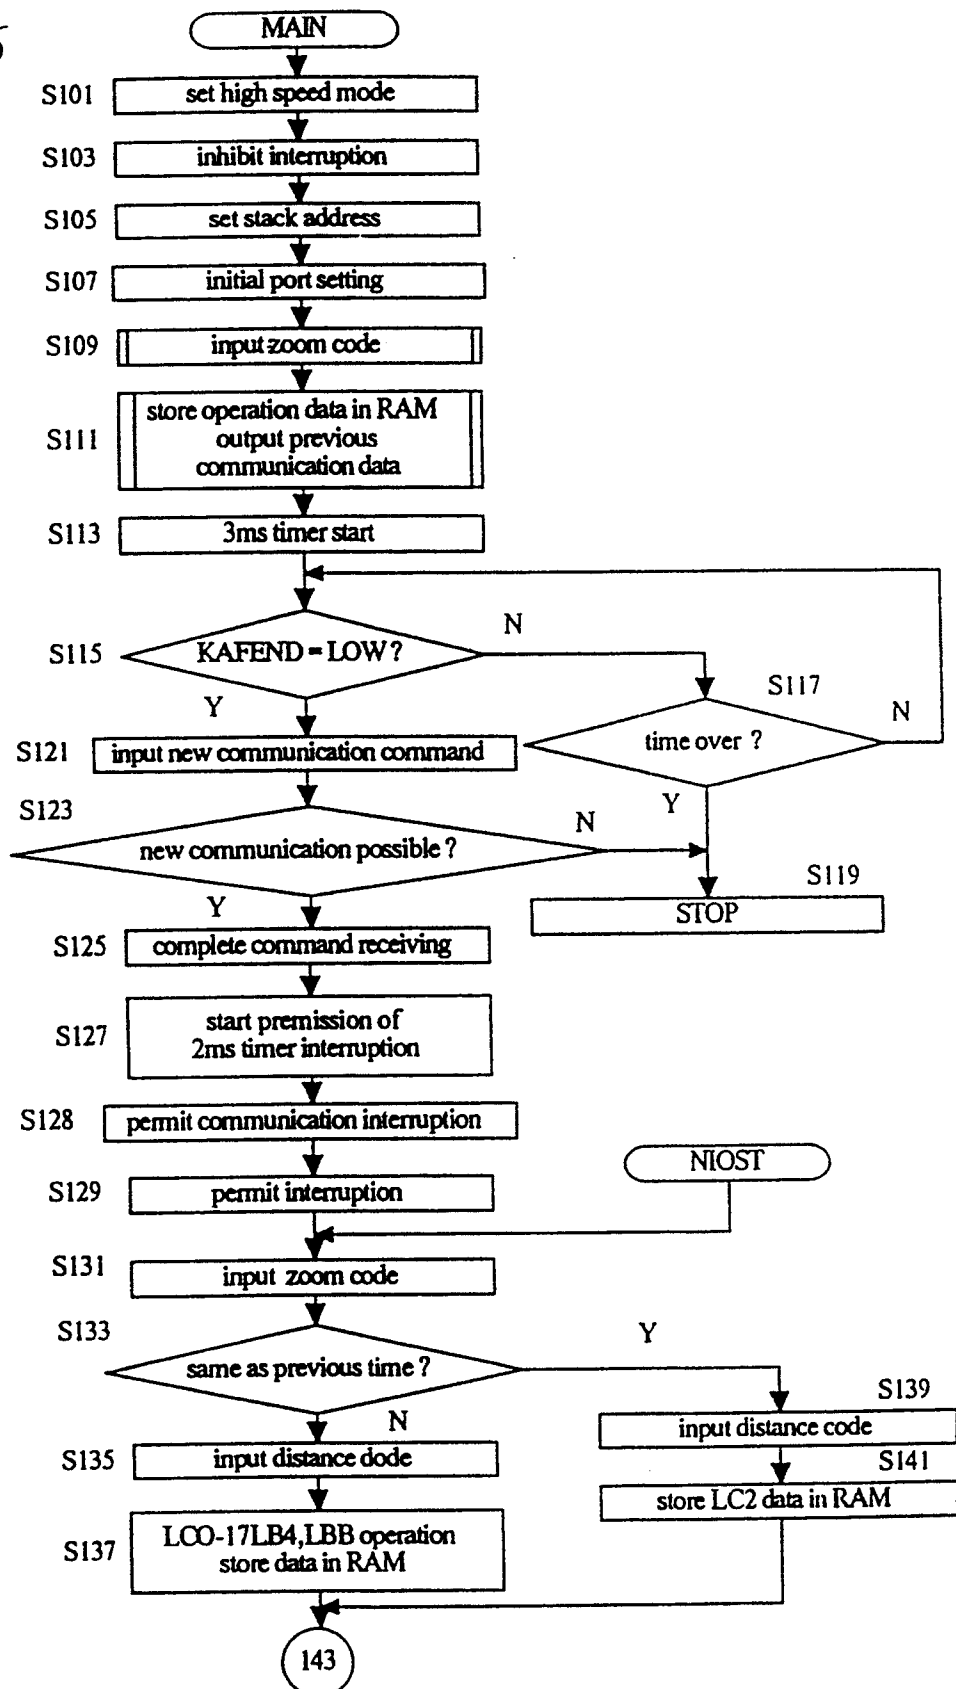 MAIN
S101 set high speed mode
S103 inhibit interruption
S105 set stack address
S107 initial port setting
S109 input zoom code
S111 store operation data in RAM
output previous
communication data
S113 3ms timer start
S115 KAFEND = LOW ?
N
Y
S117
time over ?
N
Y
S121 input new communication command
S123
new communication possible ?
N
Y
S119
STOP
S125 complete command receiving
S127 start premission of
2ms timer interruption
S128 permit communication interruption
NIOST
S129 permit interruption
S131 input zoom code
S133
same as previous time ?
Y
N
S139
input distance code
S135 input distance dode
S141
store LC2 data in RAM
S137 LCO-17LB4,LBB operation
store data in RAM
143